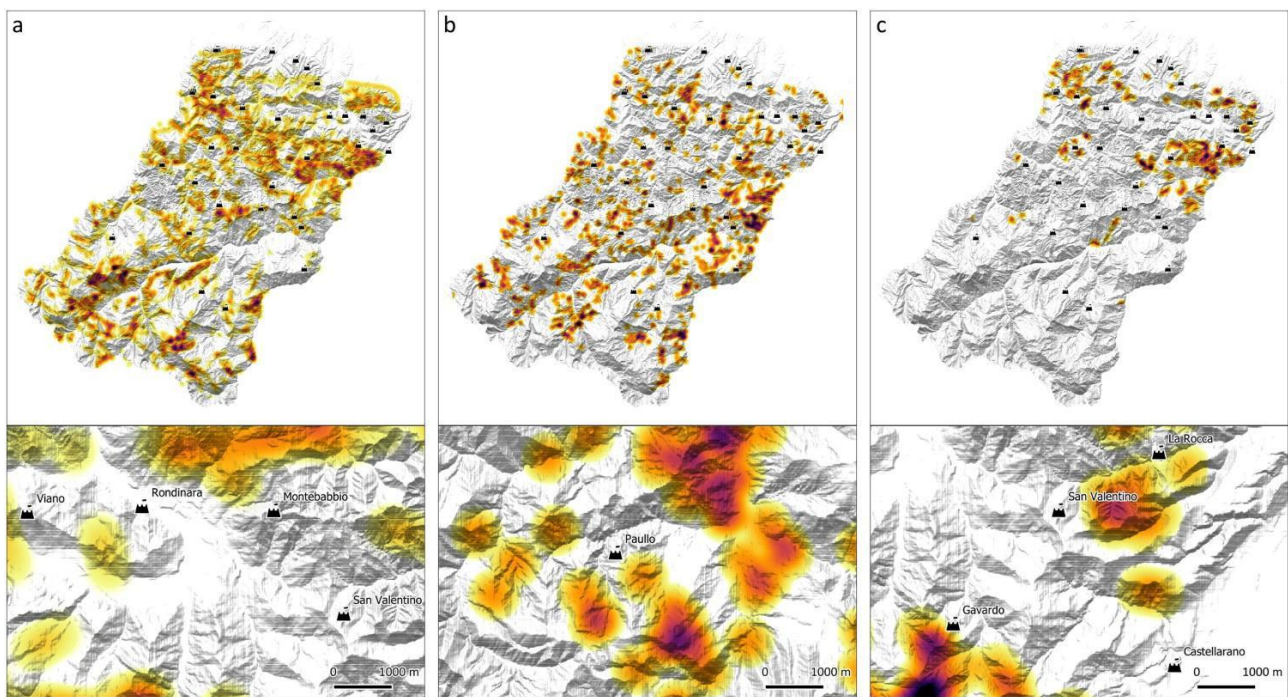 a
b
c
Viano
Rondinara
Montebabbio
San Valentino
0 1000 m
Paullo
0 1000 m
La Rocca
San Valentino
Gavardo
Castellarano
0 1000 m